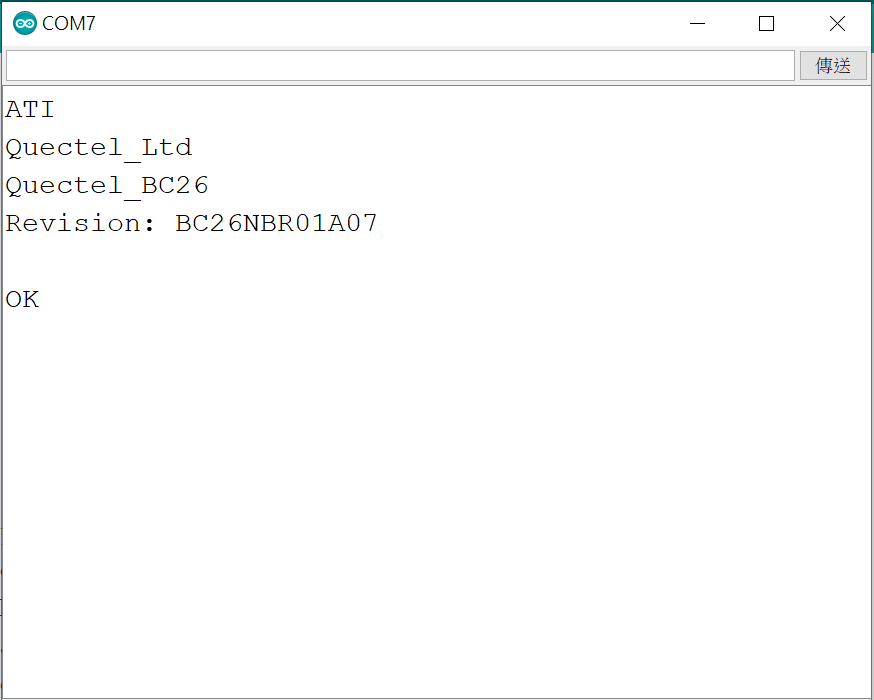 COM7
傳送
ATI
Quectel_Ltd
Quectel_BC26
Revision: BC26NBR01A07
OK